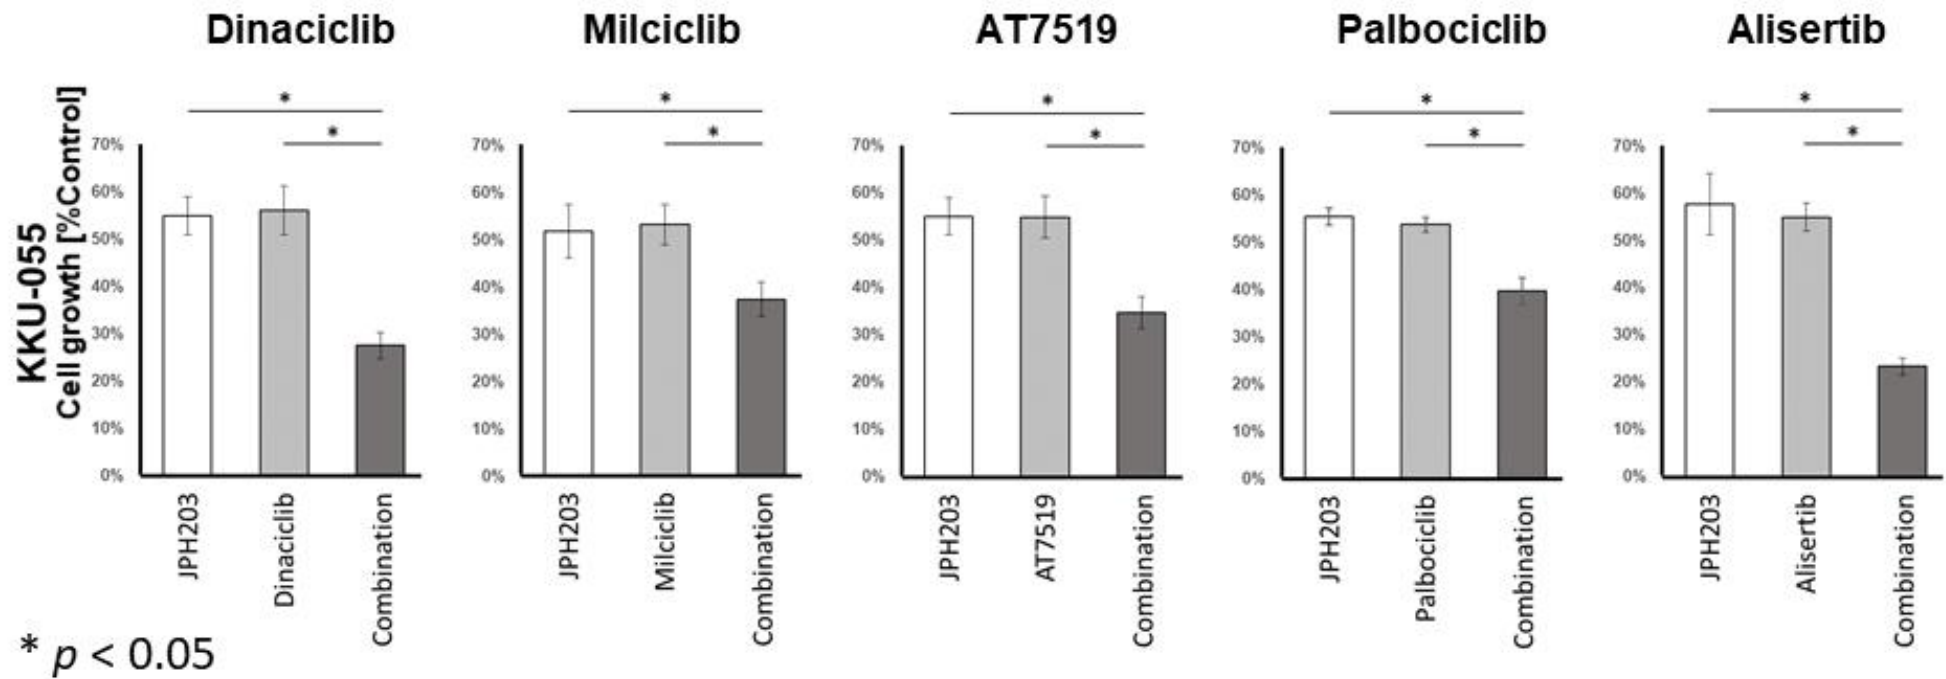 Dinaciclib
Milciclib
AT7519
Palbociclib
Alisertib
KKU-055
Cell growth [%Control]
*
*
70%
60%
50%
40%
30%
20%
10%
0%
JPH203
Dinaciclib
Combination
*
*
70%
60%
50%
40%
30%
20%
10%
0%
JPH203
Milciclib
Combination
*
*
70%
60%
50%
40%
30%
20%
10%
0%
JPH203
AT7519
Combination
*
*
70%
60%
50%
40%
30%
20%
10%
0%
JPH203
Palbociclib
Combination
*
*
70%
60%
50%
40%
30%
20%
10%
0%
JPH203
Alisertib
Combination
* p < 0.05